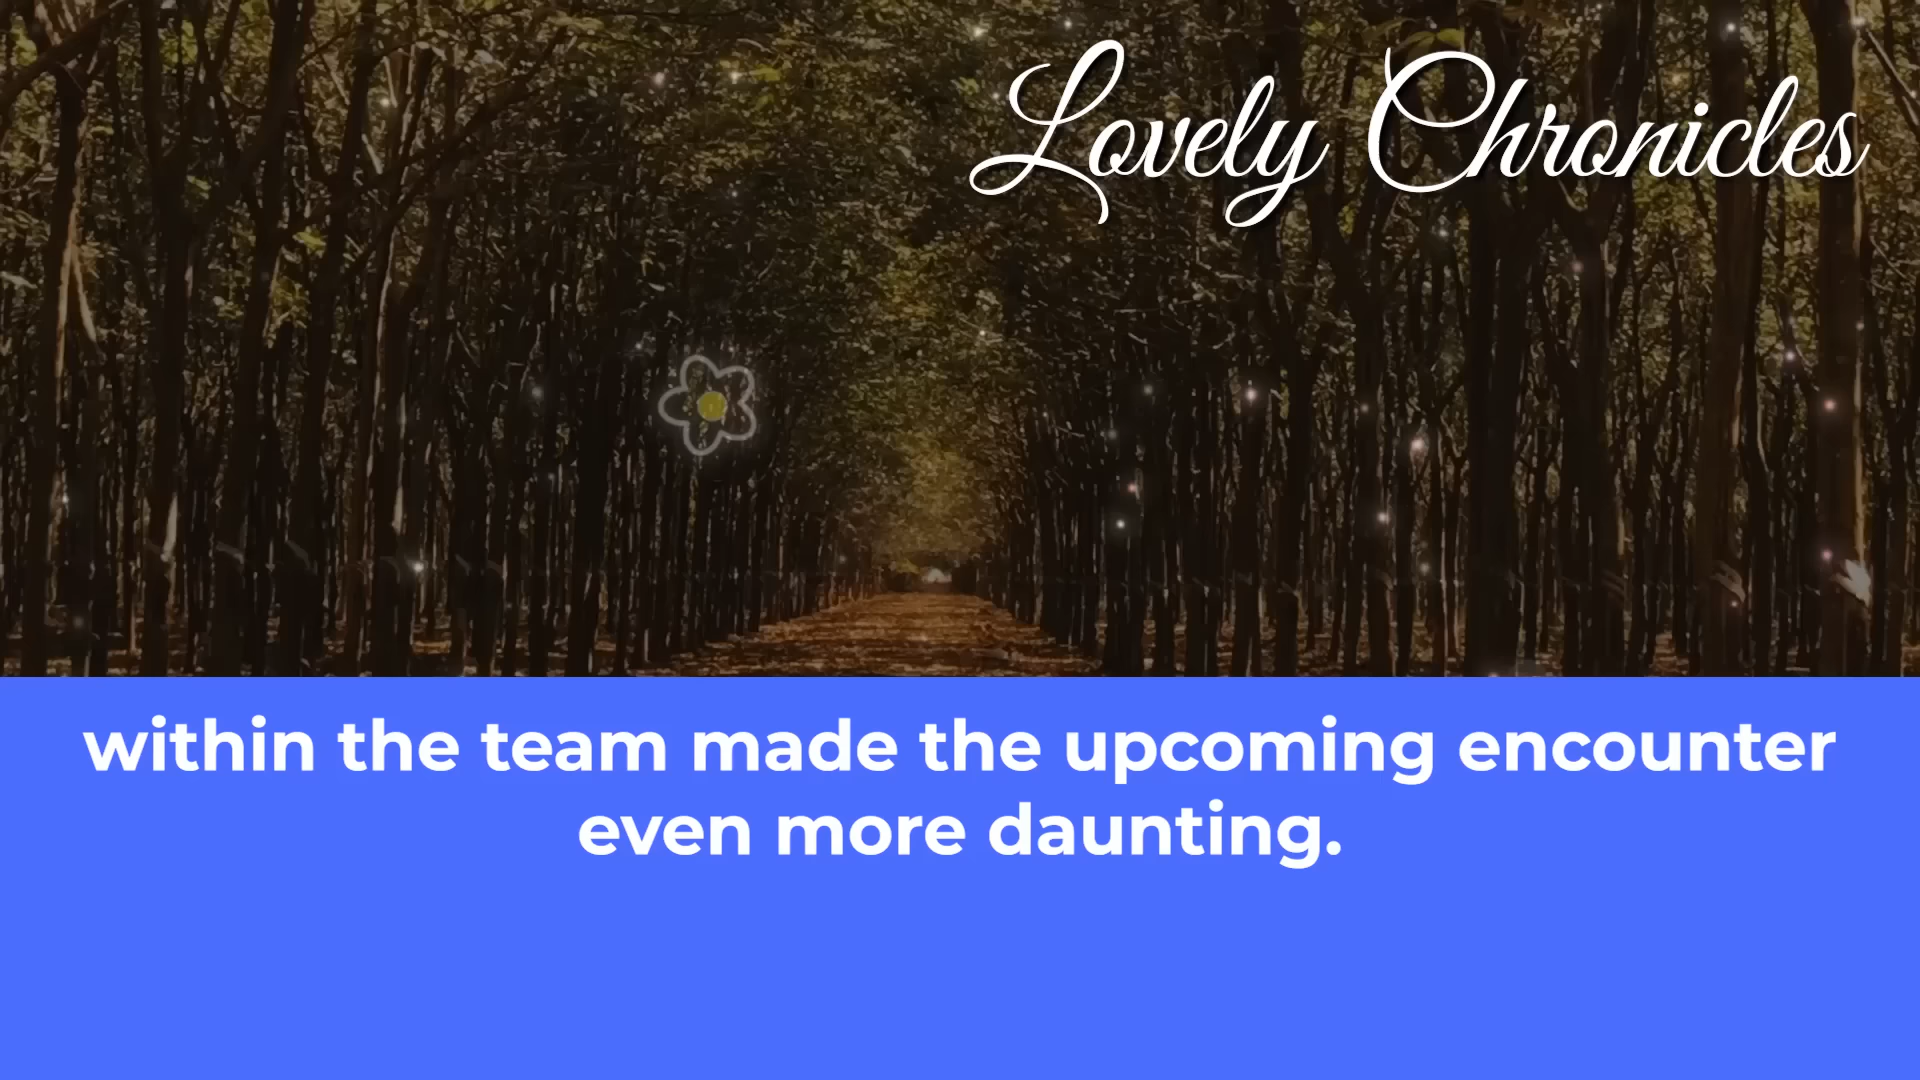 Lovely Chronicles
within the team made the upcoming encounter
even more daunting.